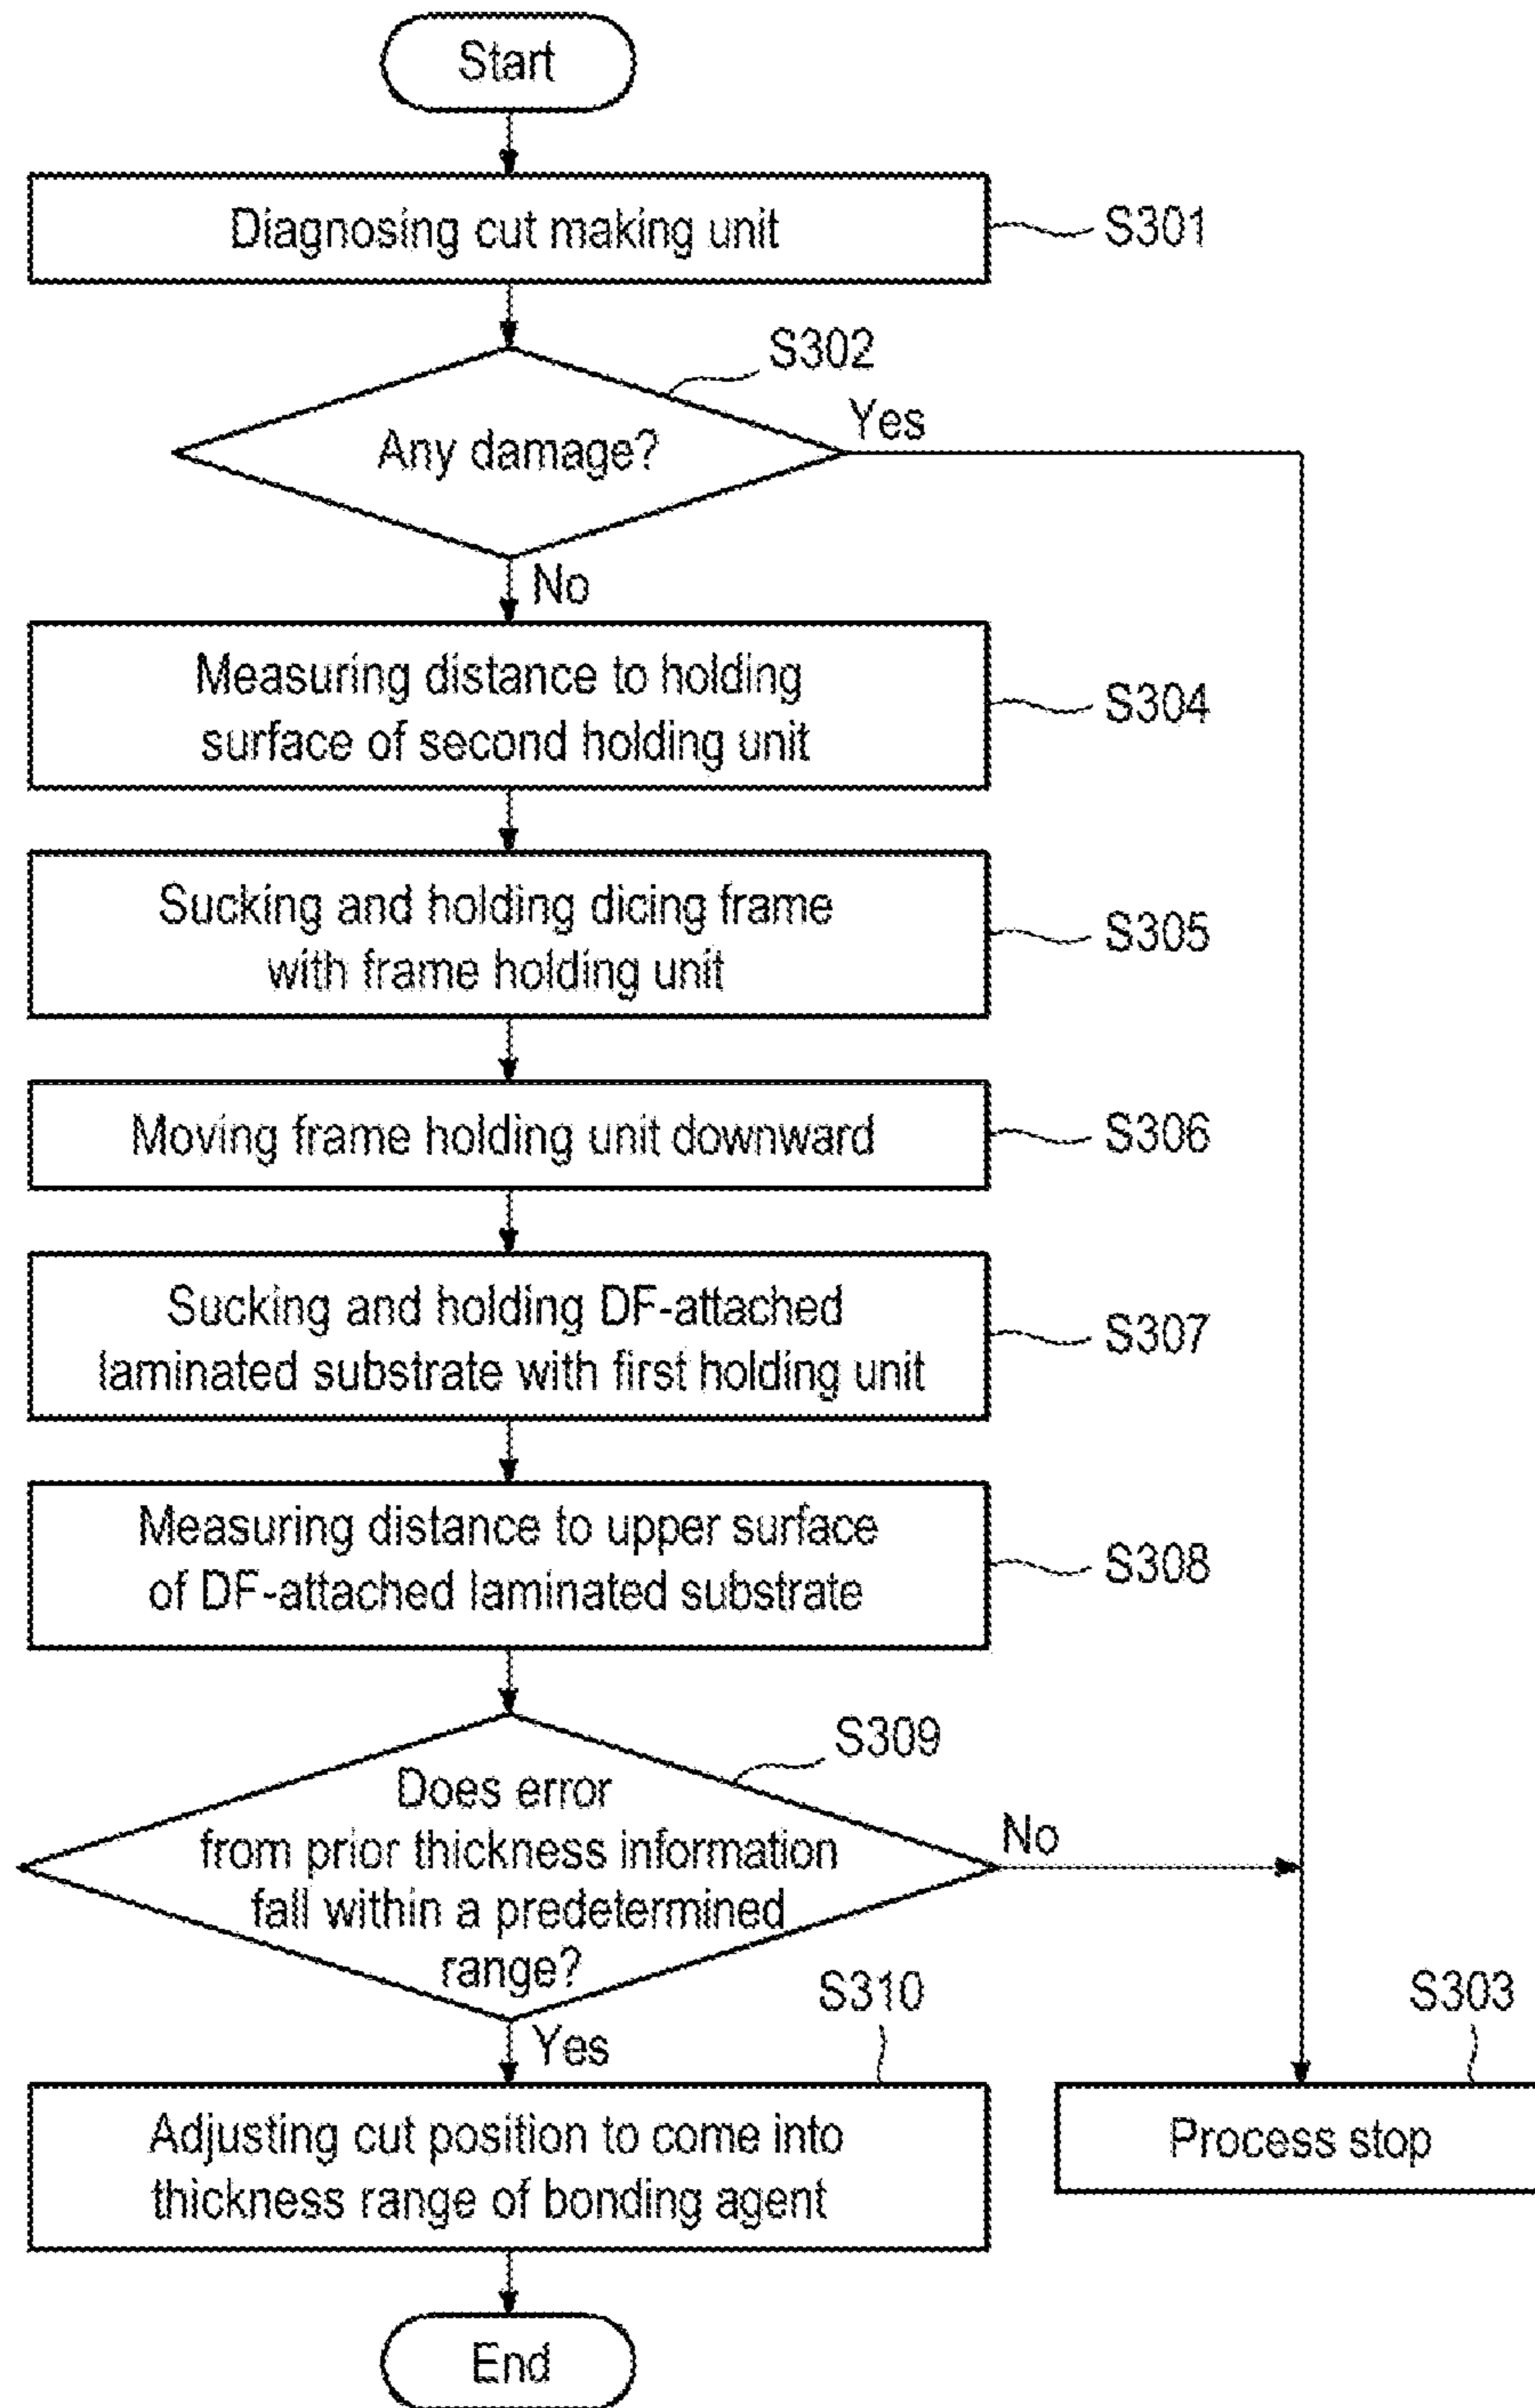 Start
Diagnosing cut making unit
S301
S302
Any damage?
Yes
No
Measuring distance to holding
surface of second holding unit
S304
Sucking and holding dicing frame
with frame holding unit
S305
Moving frame holding unit downward
S306
Sucking and holding DF-attached
laminated substrate with first holding unit
S307
Measuring distance to upper surface
of DF-attached laminated substrate
S308
S309
Does error
from prior thickness information
fall within a predetermined
range?
No
Yes
S310
S303
Adjusting cut position to come into
thickness range of bonding agent
Process stop
End